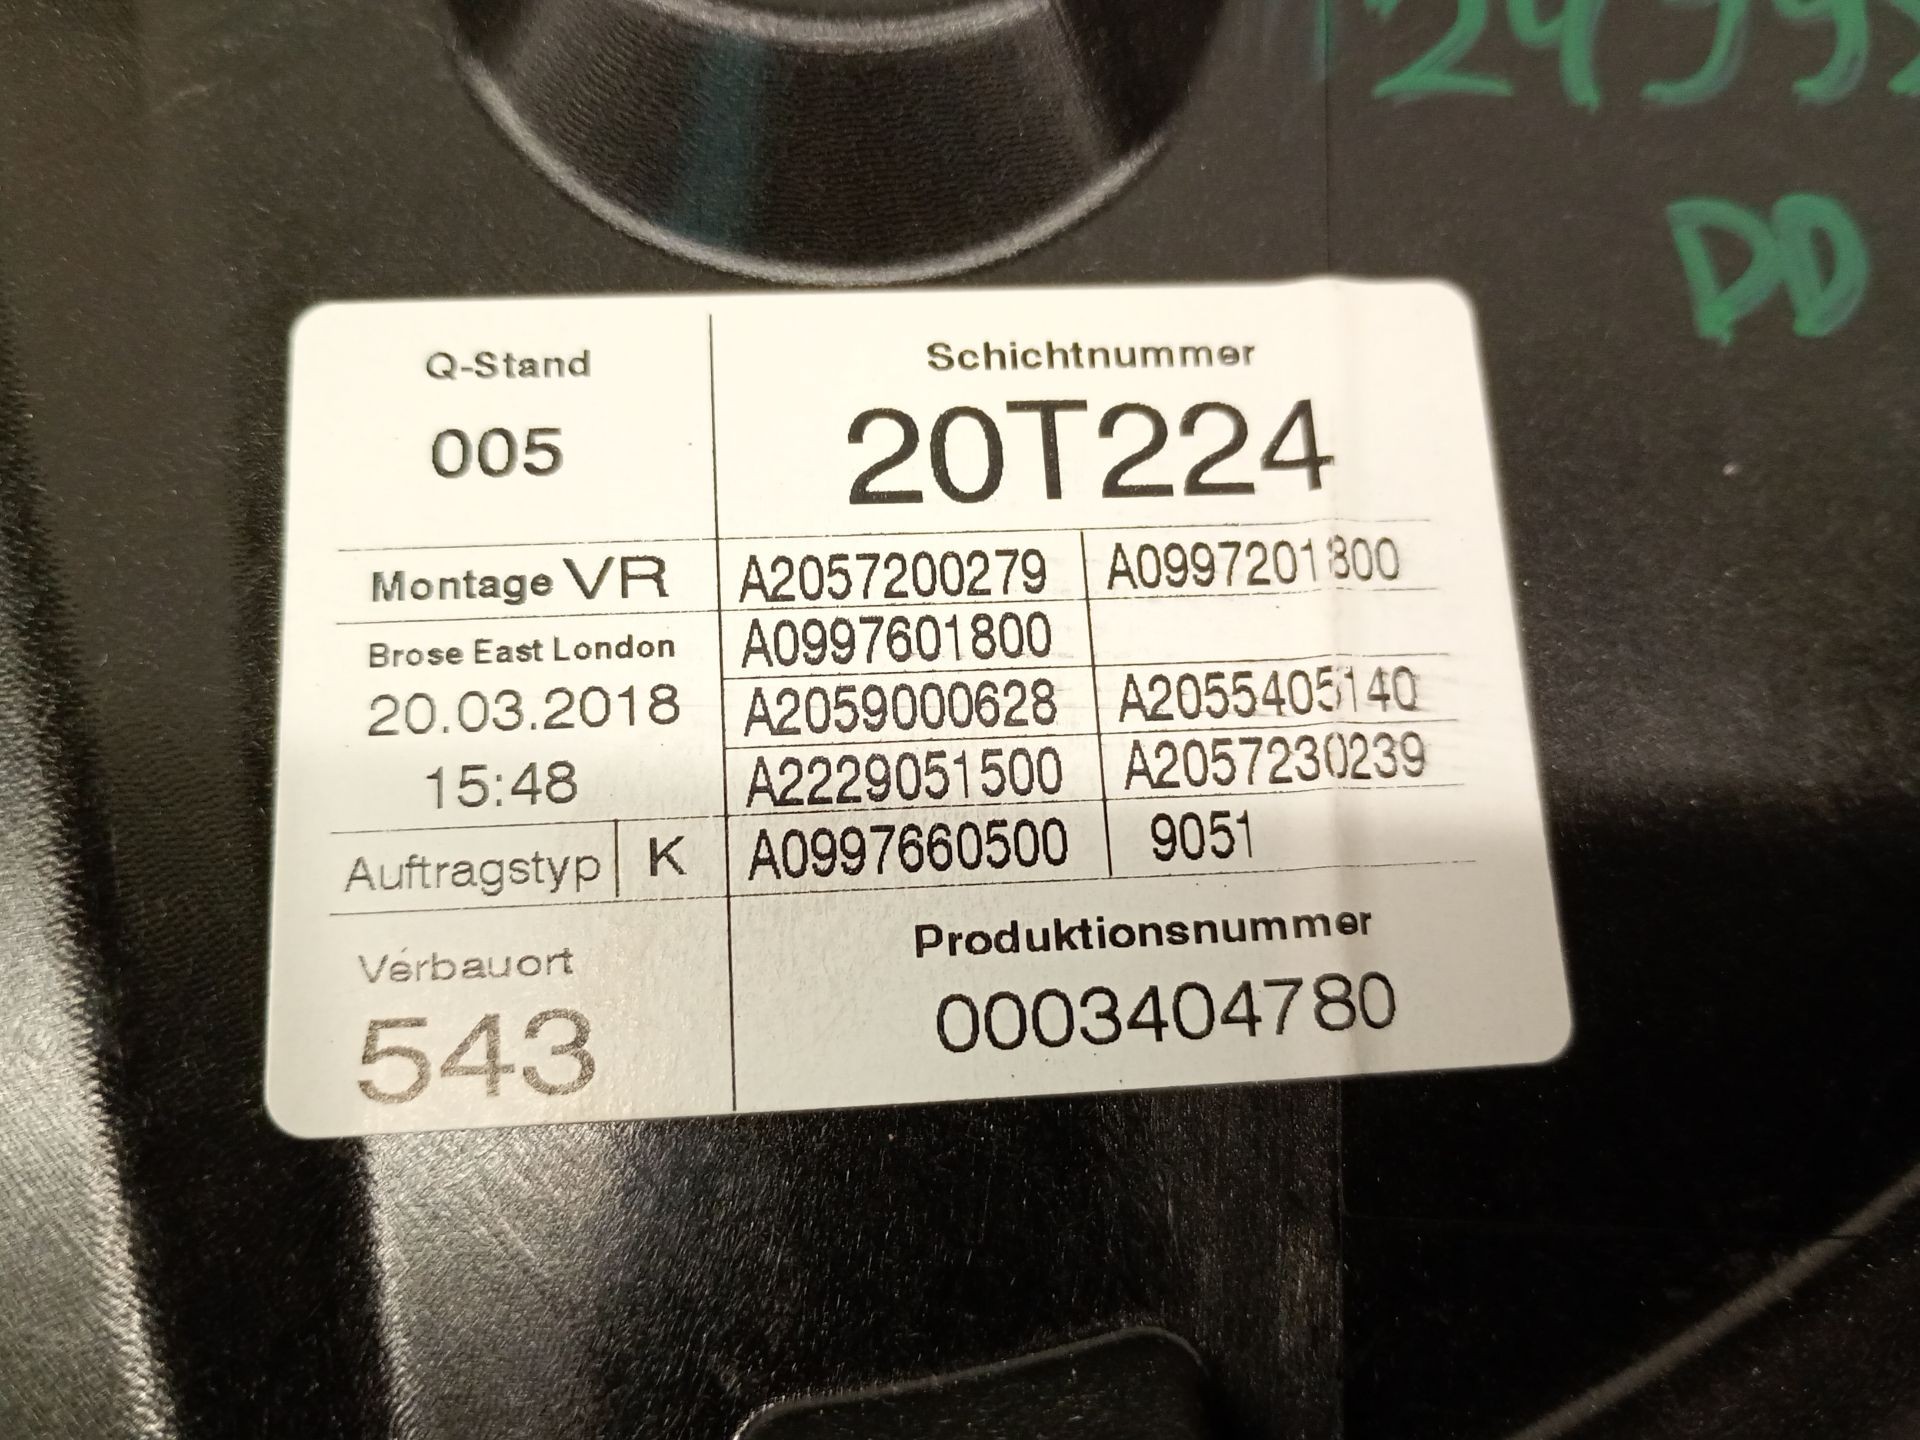 DD
Q-Stand
005
Schichtnummer
20T224
Montage VR
A2057200279 A0997201800
Brose East London
A0997601800
20.03.2018
A2059000628 A2055405140
15:48
A2229051500 A2057230239
Auftragstyp K
A0997660500 9051
Verbauort
543
Produktionsnummer
0003404780